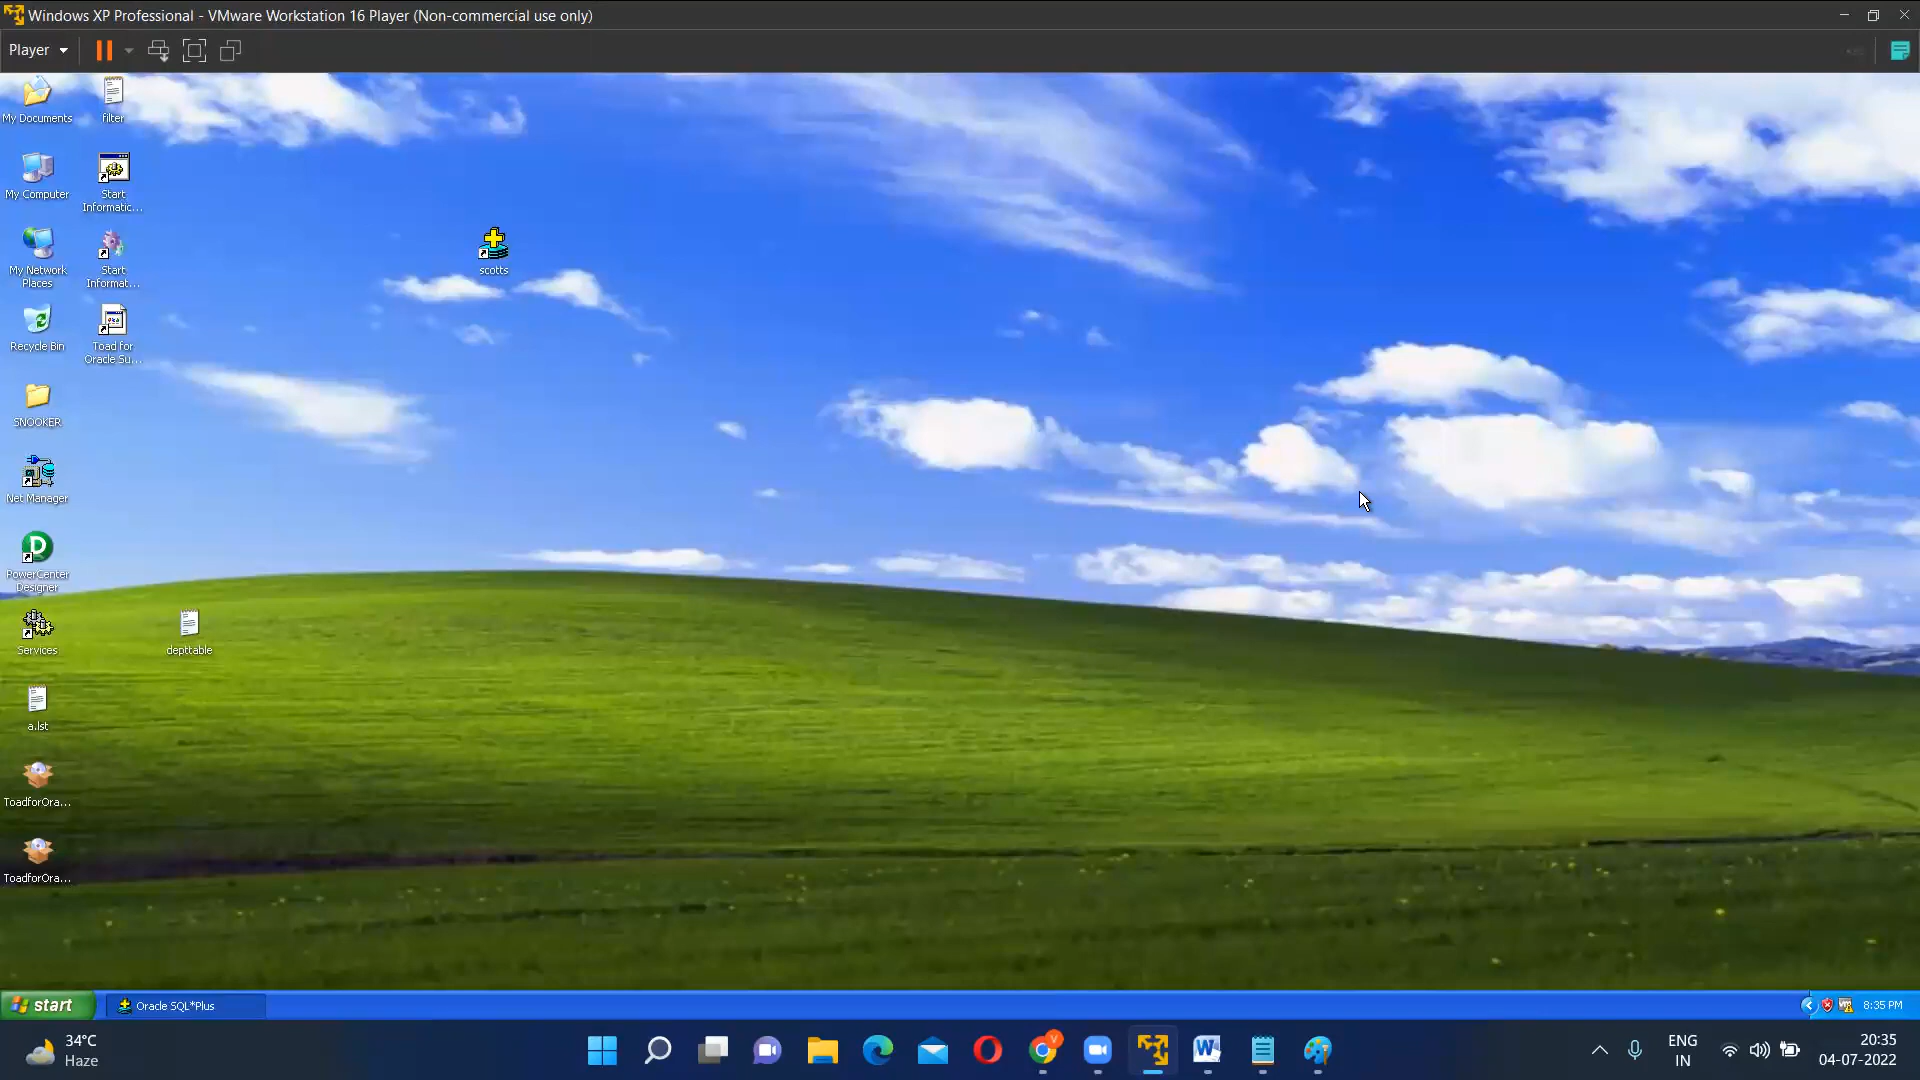 Windows XP Professional - VMware Workstation 16 Player (Non-commercial use only)
Player
My Documents
filter
My Computer
Start
Informatic...
My Network
Places
Start
Informat...
scotts
Recycle Bin
Toad for
Oracle Su...
SNOOKER
Net Manager
PowerCenter
Designer
Services
depttable
a.lst
ToadforOra...
ToadforOra...
start
Oracle SQL*Plus
8:35 PM
34°C
Haze
ENG
IN
20:35
04-07-2022